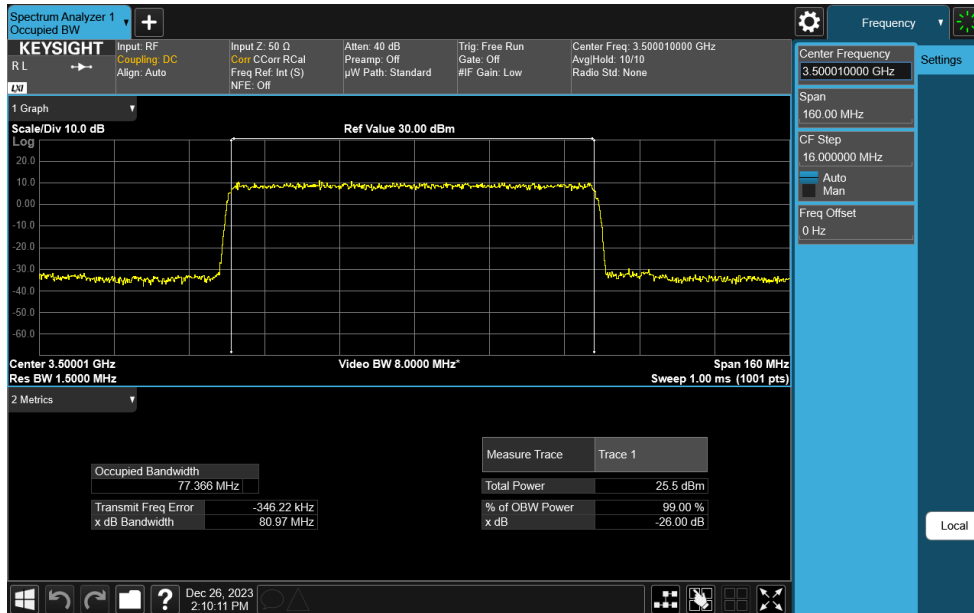 Spectrum Analyzer 1
Occupied BW
+
Frequency
KEYSIGHT
R L
LXI
Input: RF
Coupling: DC
Align: Auto
Input Z: 50 Ω
Corr CCorr RCal
Freq Ref: Int (S)
NFE: Off
Atten: 40 dB
Preamp: Off
µW Path: Standard
Trig: Free Run
Gate: Off
#IF Gain: Low
Center Freq: 3.500010000 GHz
Avg|Hold: 10/10
Radio Std: None
Center Frequency
3.500010000 GHz
Settings
Span
160.00 MHz
CF Step
16.000000 MHz
Auto
Man
Freq Offset
0 Hz
Local
1 Graph
Scale/Div 10.0 dB
Ref Value 30.00 dBm
Log
20.0
10.0
0.00
-10.0
-20.0
-30.0
-40.0
-50.0
-60.0
Center 3.50001 GHz
Video BW 8.0000 MHz*
Span 160 MHz
Res BW 1.5000 MHz
Sweep 1.00 ms (1001 pts)
2 Metrics
Occupied Bandwidth
77.366 MHz
Transmit Freq Error -346.22 kHz
x dB Bandwidth 80.97 MHz
Measure Trace Trace 1
Total Power 25.5 dBm
% of OBW Power 99.00 %
x dB -26.00 dB
?
Dec 26, 2023
2:10:11 PM